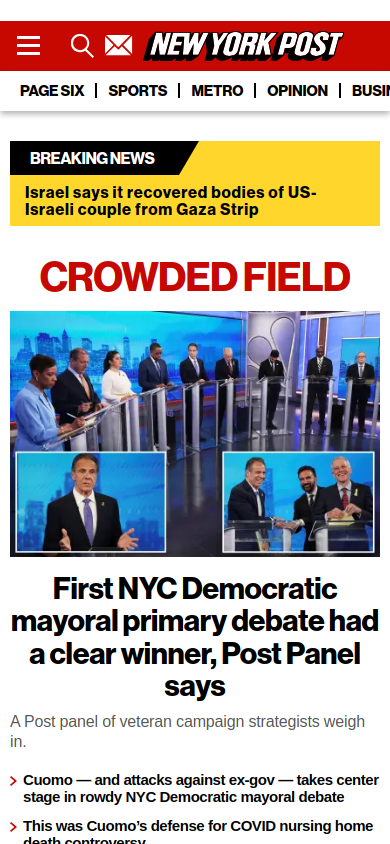 NEW YORK POST
PAGE SIX
SPORTS
METRO
OPINION
BUSIN
BREAKING NEWS
Israel says it recovered bodies of US-
Israeli couple from Gaza Strip
CROWDED FIELD
First NYC Democratic
mayoral primary debate had
a clear winner, Post Panel
says
A Post panel of veteran campaign strategists weigh
in.
Cuomo — and attacks against ex-gov — takes center
stage in rowdy NYC Democratic mayoral debate
This was Cuomo’s defense for COVID nursing home
death controversy